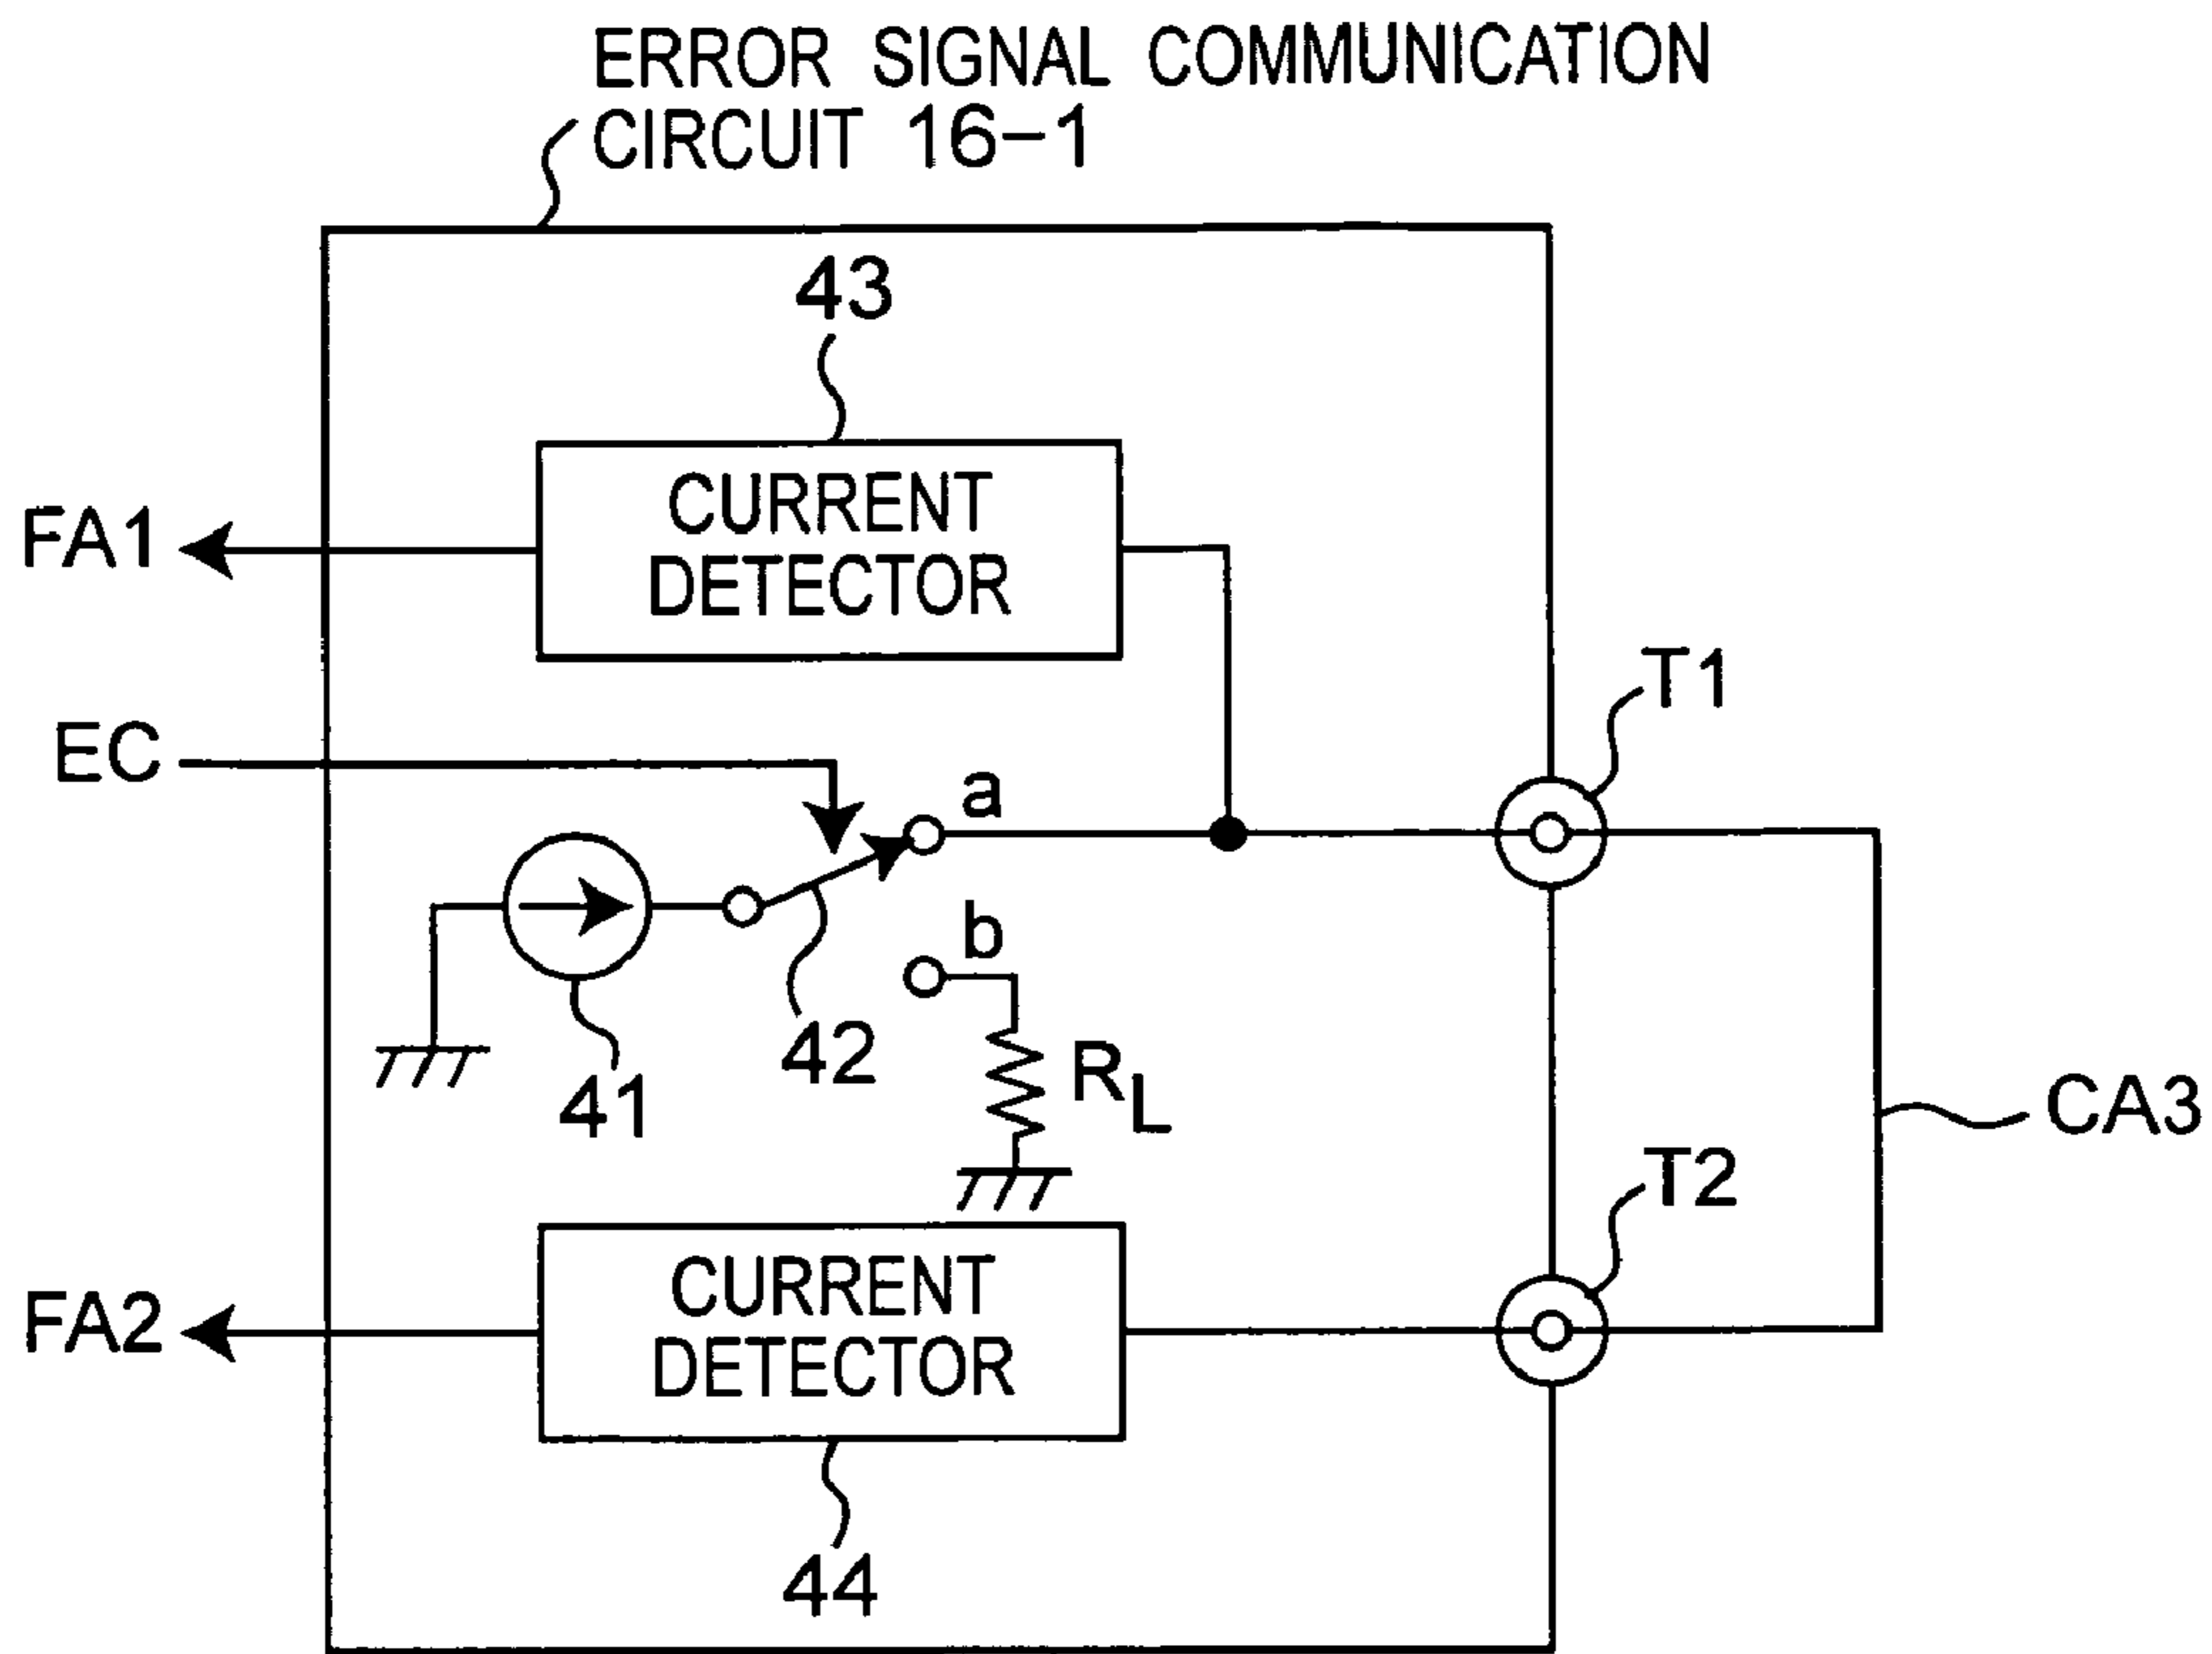 ERROR SIGNAL COMMUNICATION
CIRCUIT 16-1
43
CURRENT
DETECTOR
FA1
T1
EC
a
b
42
41
RL
CA3
T2
CURRENT
DETECTOR
FA2
44